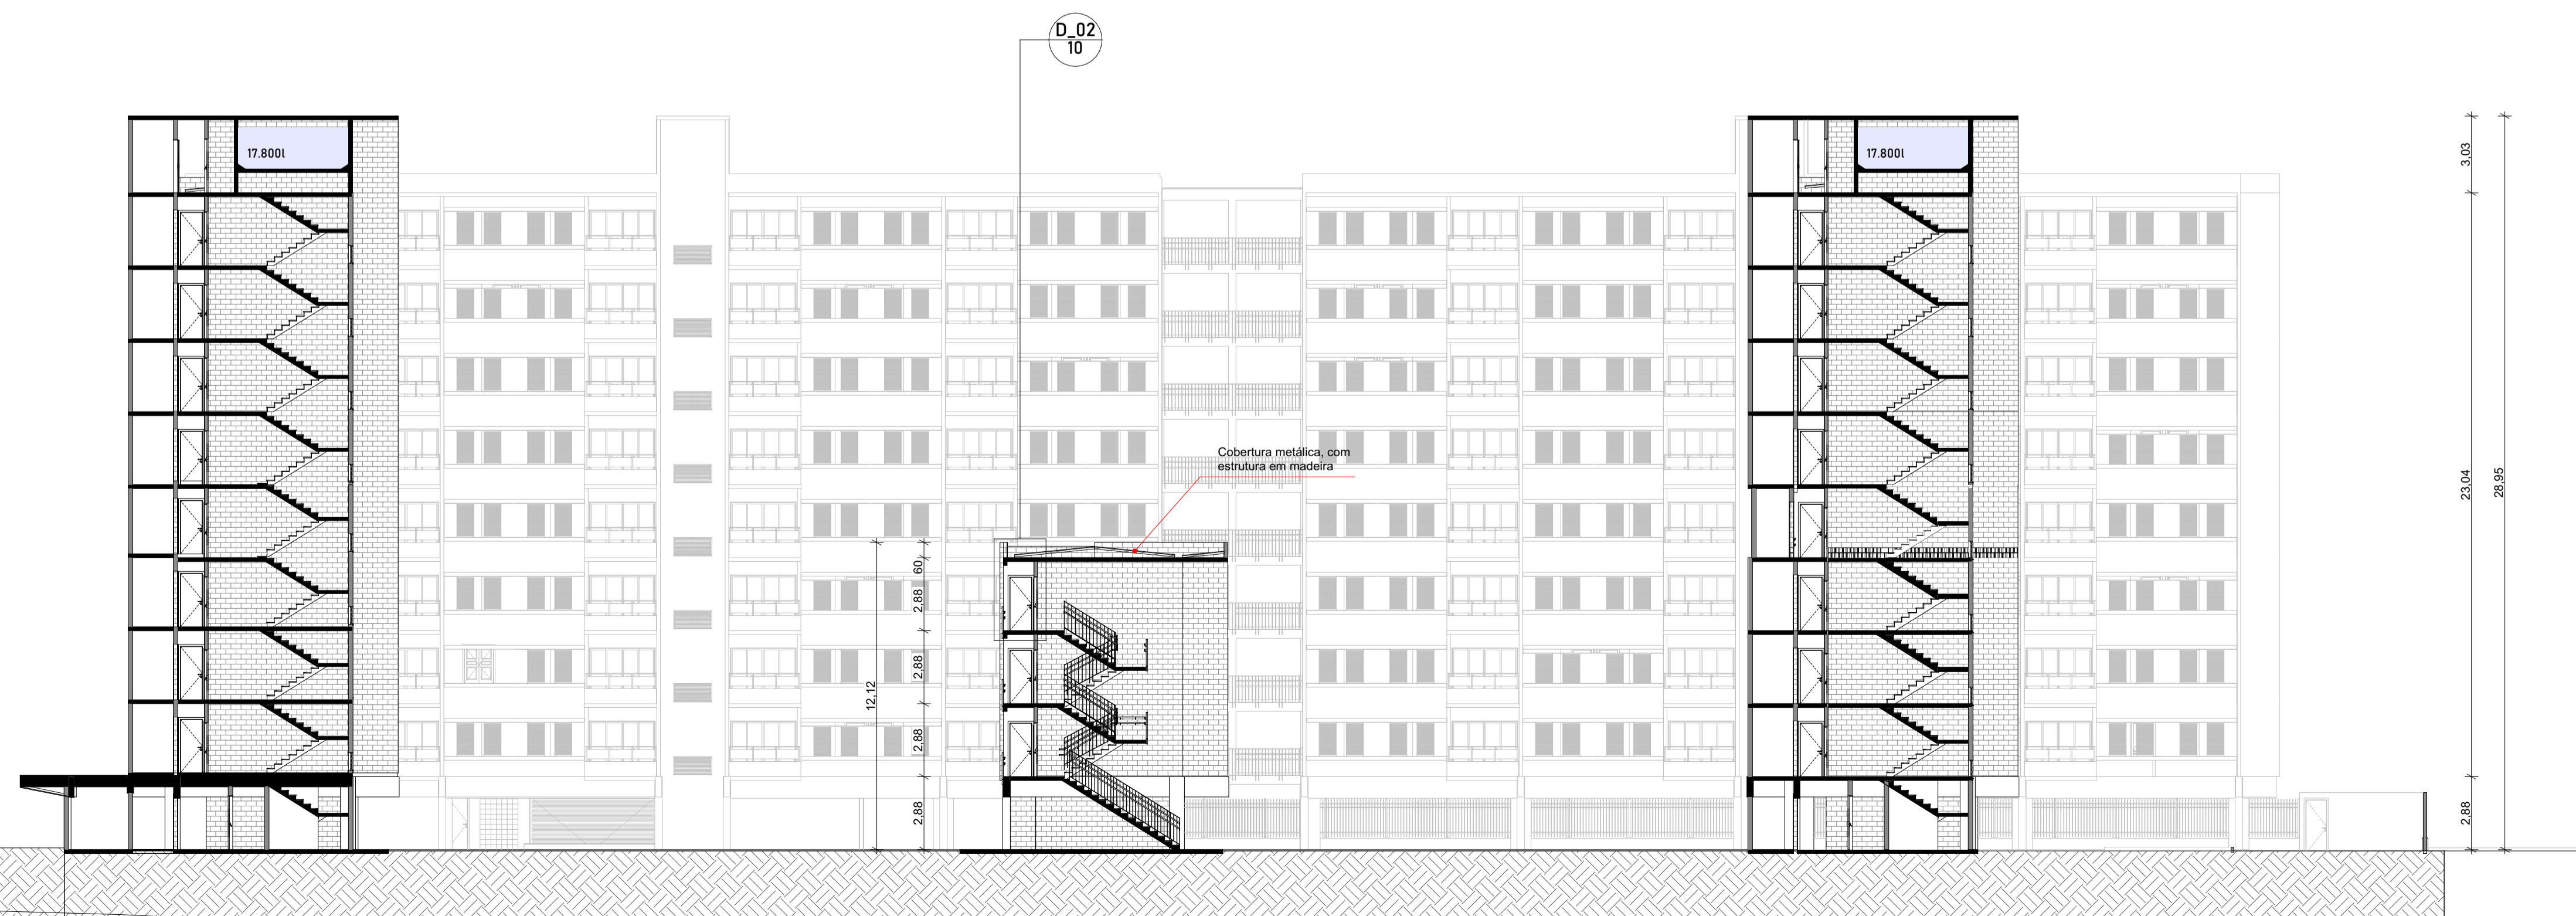 D_02
10
17.800l
17.800l
3,03
23,04
28,95
2,88
Cobertura metálica, com
estrutura em madeira
60
2,88
2,88
2,88
2,88
12,12